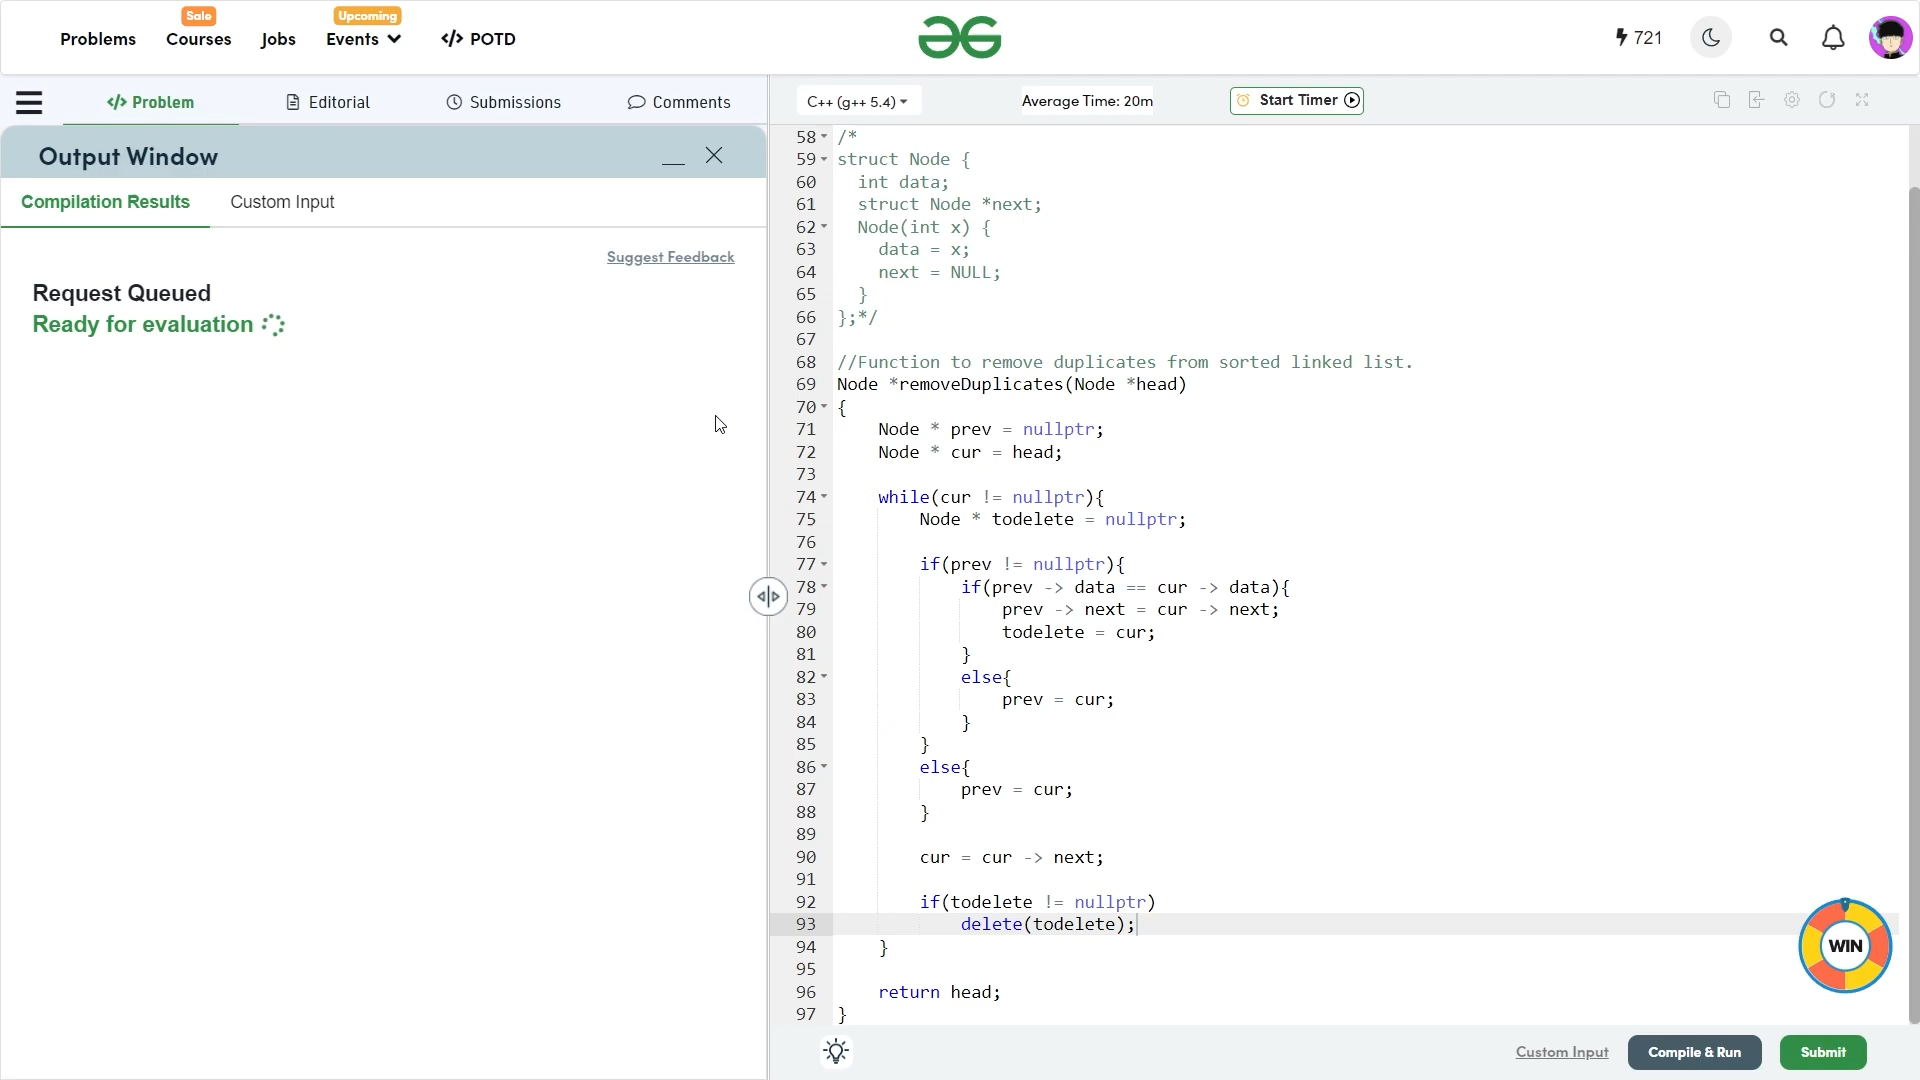 Sale
Upcoming
Problems Courses Jobs Events </> POTD
721
</> Problem Editorial Submissions Comments
C++ (g++ 5.4) Average Time: 20m Start Timer
Output Window
Compilation Results Custom Input
Suggest Feedback
Request Queued
Ready for evaluation
58 /*
59 struct Node {
60 int data;
61 struct Node *next;
62 Node(int x) {
63 data = x;
64 next = NULL;
65 }
66 };*/
67
68 //Function to remove duplicates from sorted linked list.
69 Node *removeDuplicates(Node *head)
70 {
71 Node * prev = nullptr;
72 Node * cur = head;
73
74 while(cur != nullptr){
75 Node * todelete = nullptr;
76
77 if(prev != nullptr){
78 if(prev -> data == cur -> data){
79 prev -> next = cur -> next;
80 todelete = cur;
81 }
82 else{
83 prev = cur;
84 }
85 }
86 else{
87 prev = cur;
88 }
89
90 cur = cur -> next;
91
92 if(todelete != nullptr)
93 delete(todelete);
94 }
95
96 return head;
97 }
WIN
Custom Input Compile & Run Submit